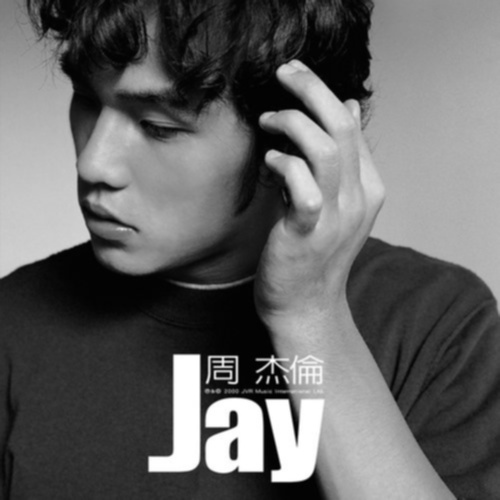 周 杰倫
2000 JVR Music International Ltd.
Jay